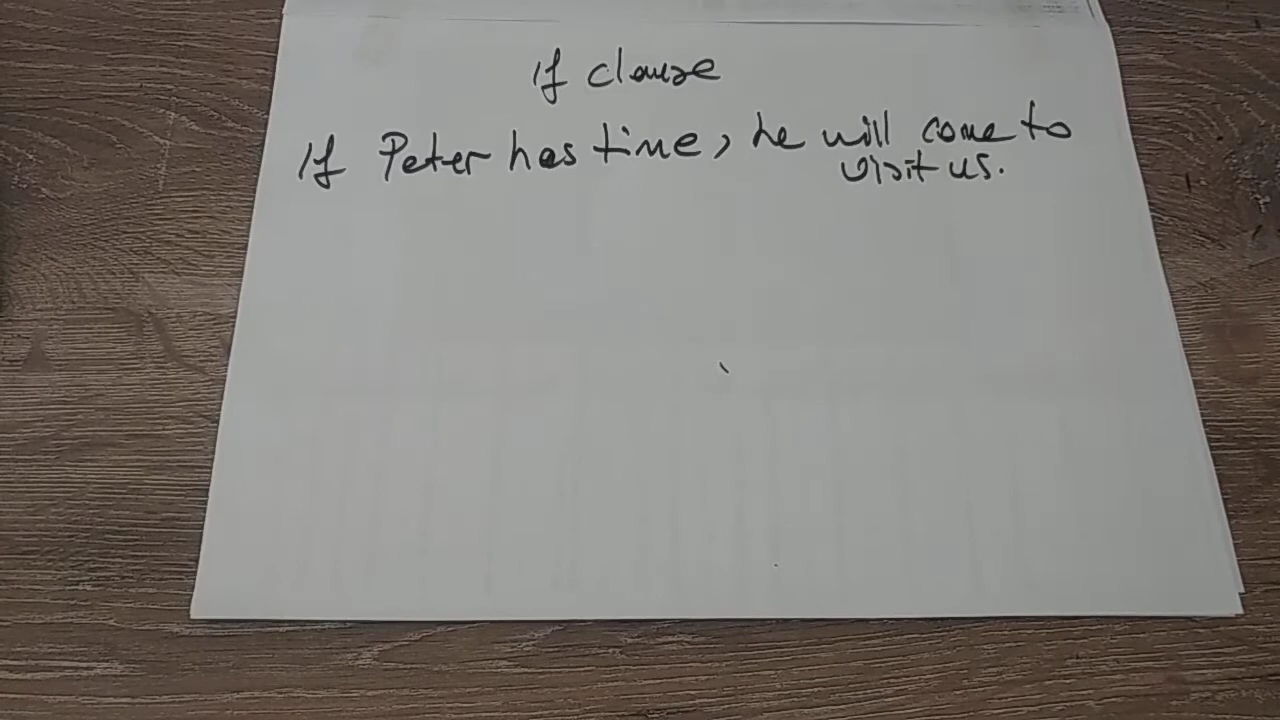 If clause
If Peter has time, he will come to
visit us.